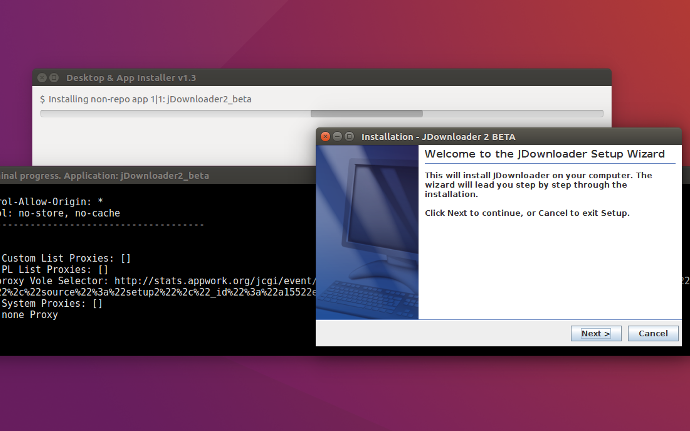 Desktop & App Installer v1.3
$ Installing non-repo app 1|1: jDownloader2_beta
Installation - JDownloader 2 BETA
Welcome to the JDownloader Setup Wizard
This will install JDownloader on your computer. The
wizard will lead you step by step through the
installation.
Click Next to continue, or Cancel to exit Setup.
Next >
Cancel
inal progress. Application: jDownloader2_beta
rol-Allow-Origin: *
ol: no-store, no-cache
------------------------------------
Custom List Proxies: []
PL List Proxies: []
proxy Vole Selector: http://stats.appwork.org/jcgi/event/
22%2c%22source%22%3a%22setup2%22%2c%22_id%22%3a%22a15522e
System Proxies: []
none Proxy